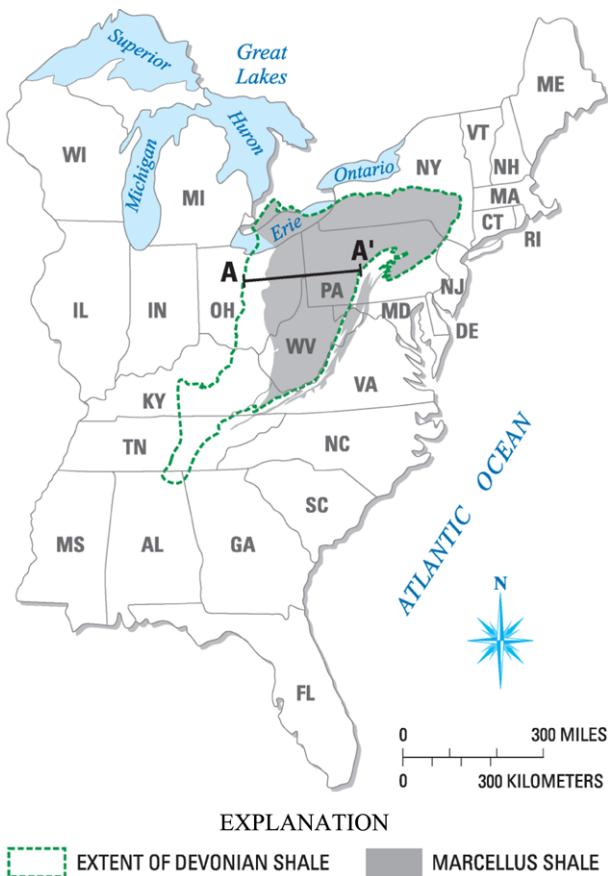 Superior
Great
Lakes
Huron
Michigan
Ontario
Erie
ME
VT
NH
NY
MA
CT
RI
WI
MI
A
A'
PA
NJ
OH
MD
DE
IL
IN
WV
VA
KY
TN
NC
SC
MS
AL
GA
FL
ATLANTIC OCEAN
N
0 300 MILES
0 300 KILOMETERS
EXPLANATION
EXTENT OF DEVONIAN SHALE MARCELLUS SHALE